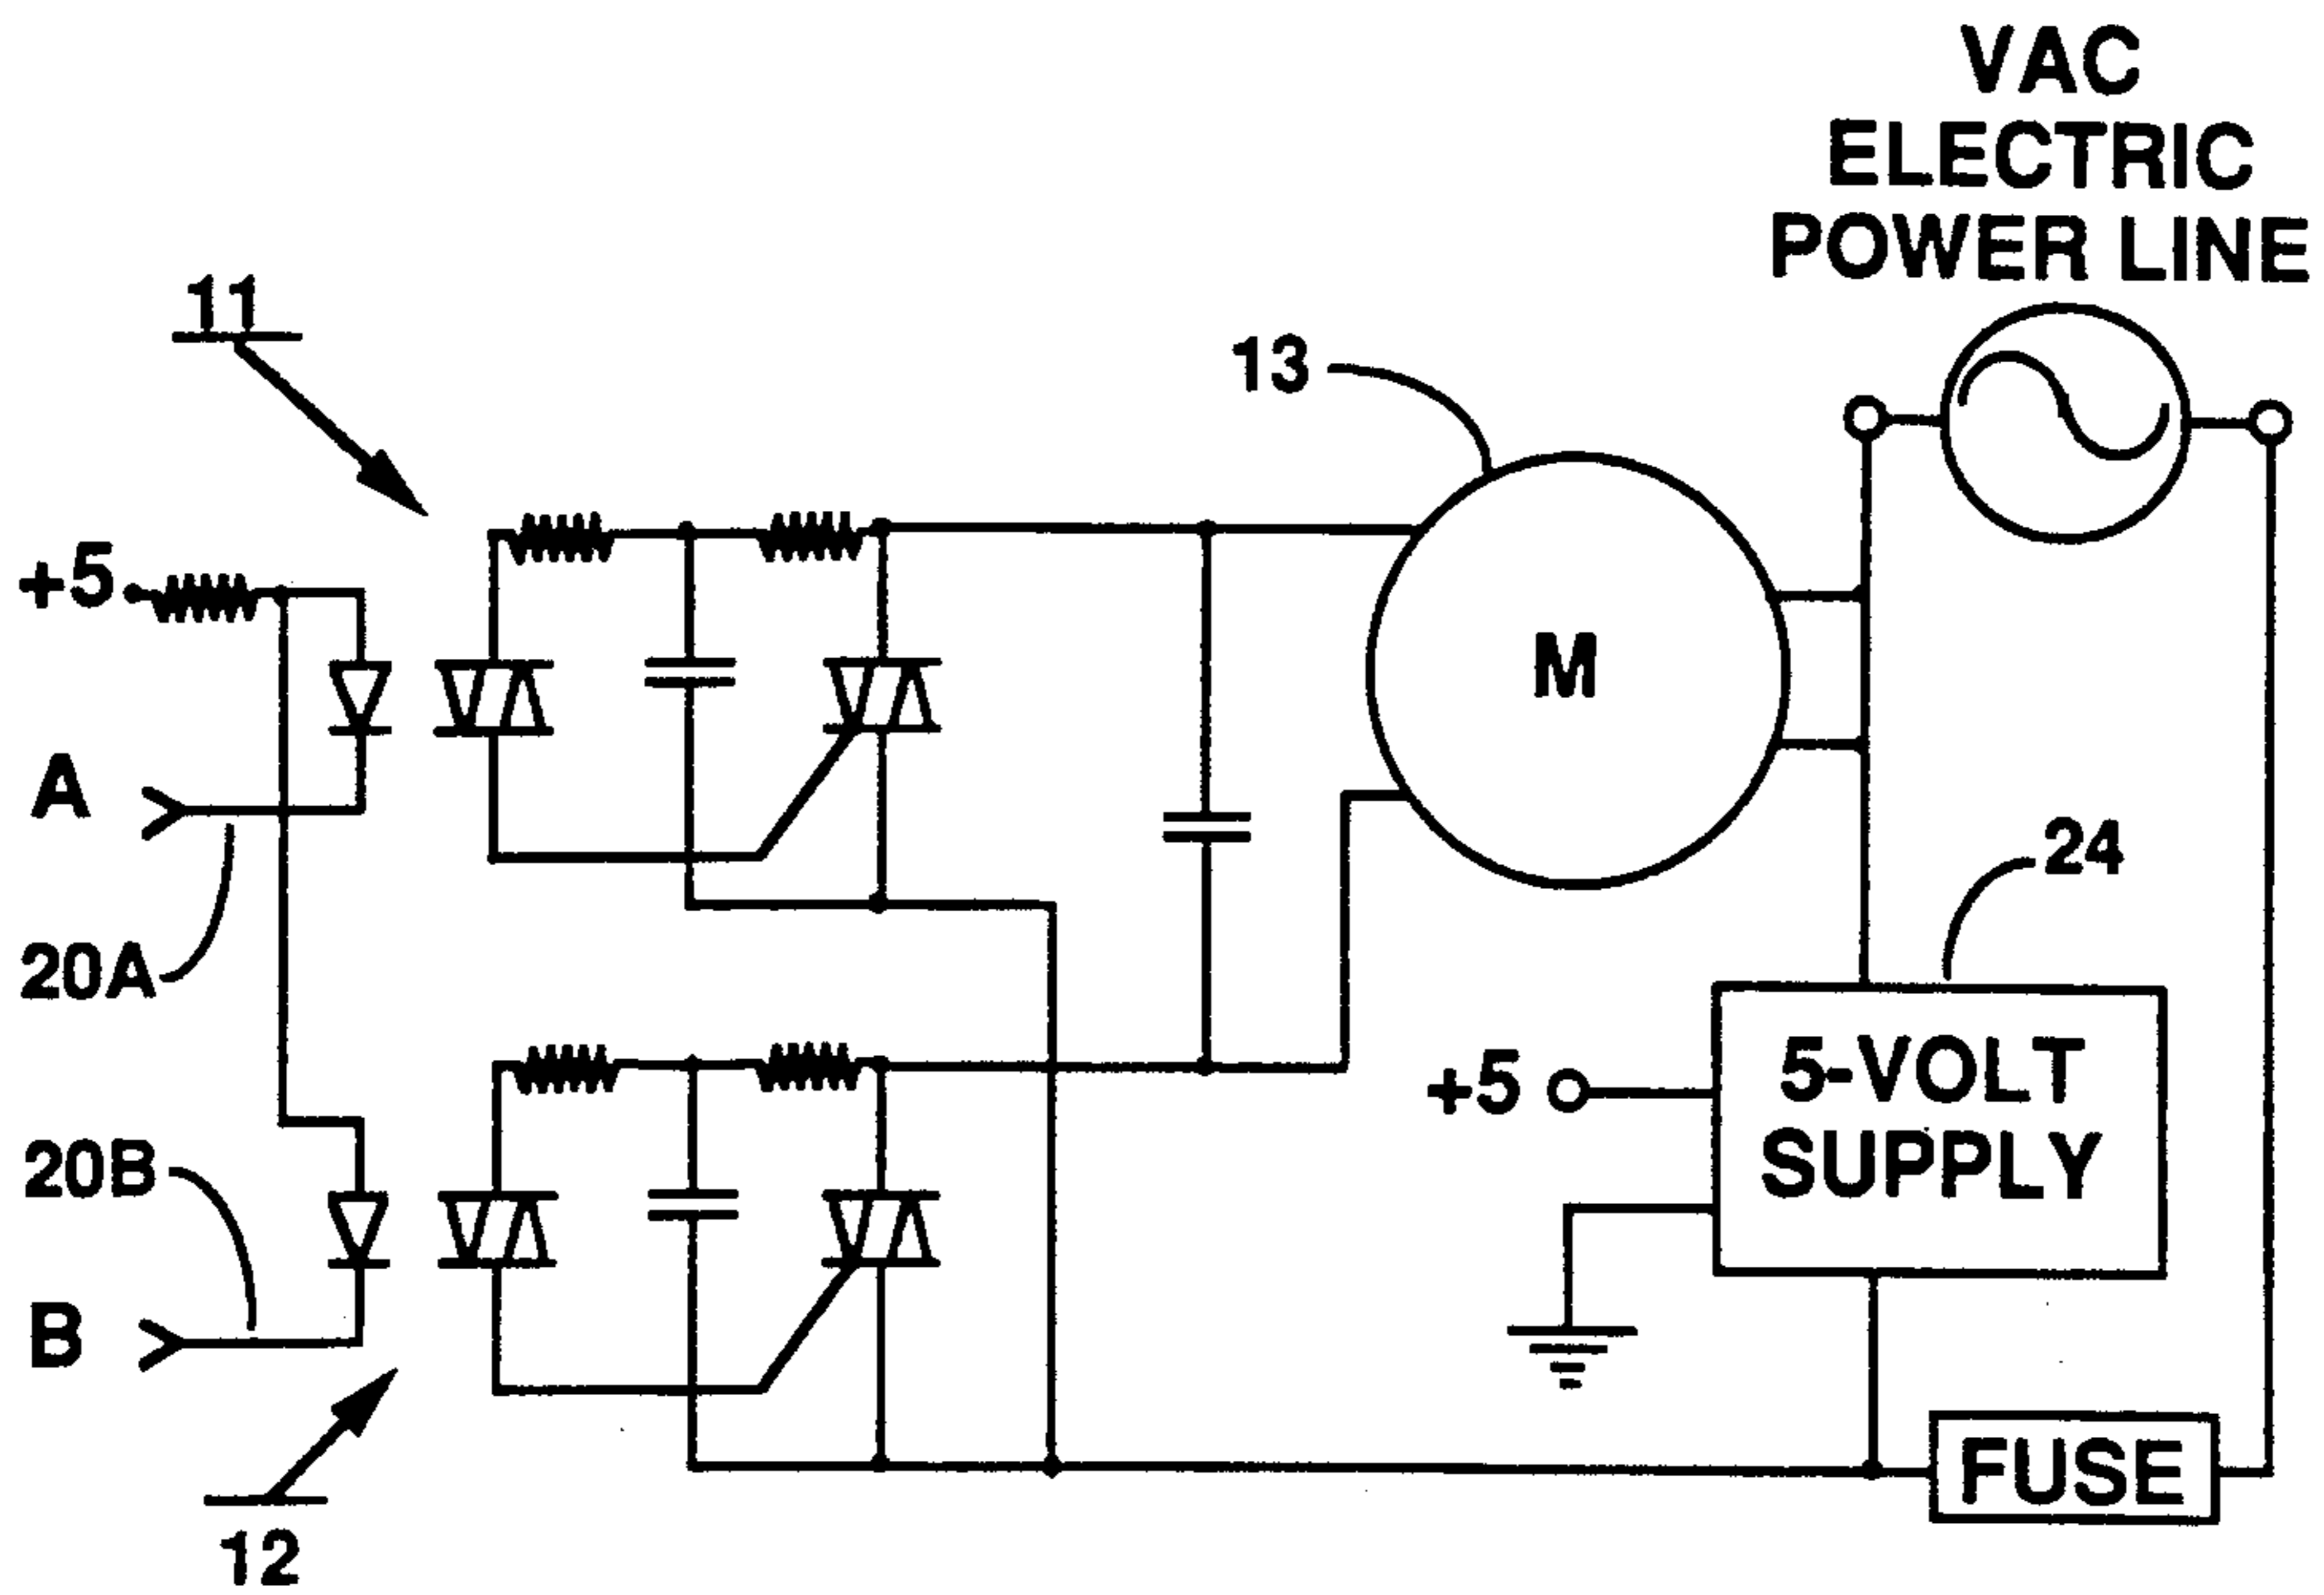 VAC
ELECTRIC
POWER LINE
11
13
+5
M
A
24
20A
5-VOLT
SUPPLY
+5
20B
B
FUSE
12